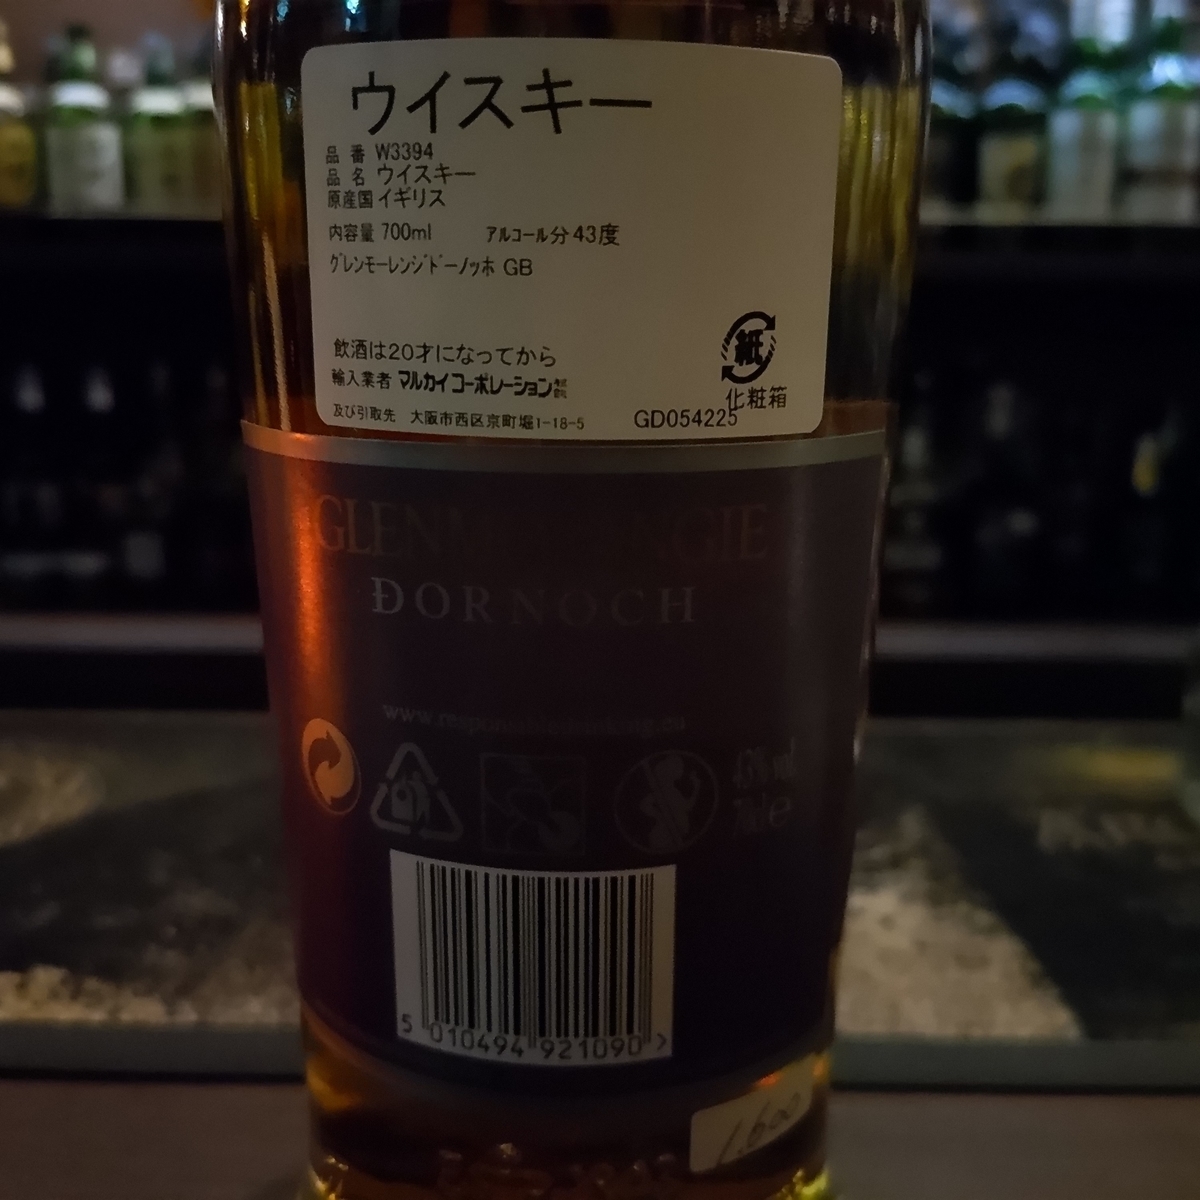 ウイスキー
品 番 W3394
品 名 ウイスキー
原産国 イギリス
内容量 700ml アルコール分 43度
グレンモーレンジドーノッホ GB
飲酒は20才になってから
輸入業者 マルカイコーポレーション
紙
化粧箱
及び引取先 大阪市西区京町堀1-18-5 GD054225
GLENMORANGIE
ĐORNOCH
5 010494 921090 >
1,600